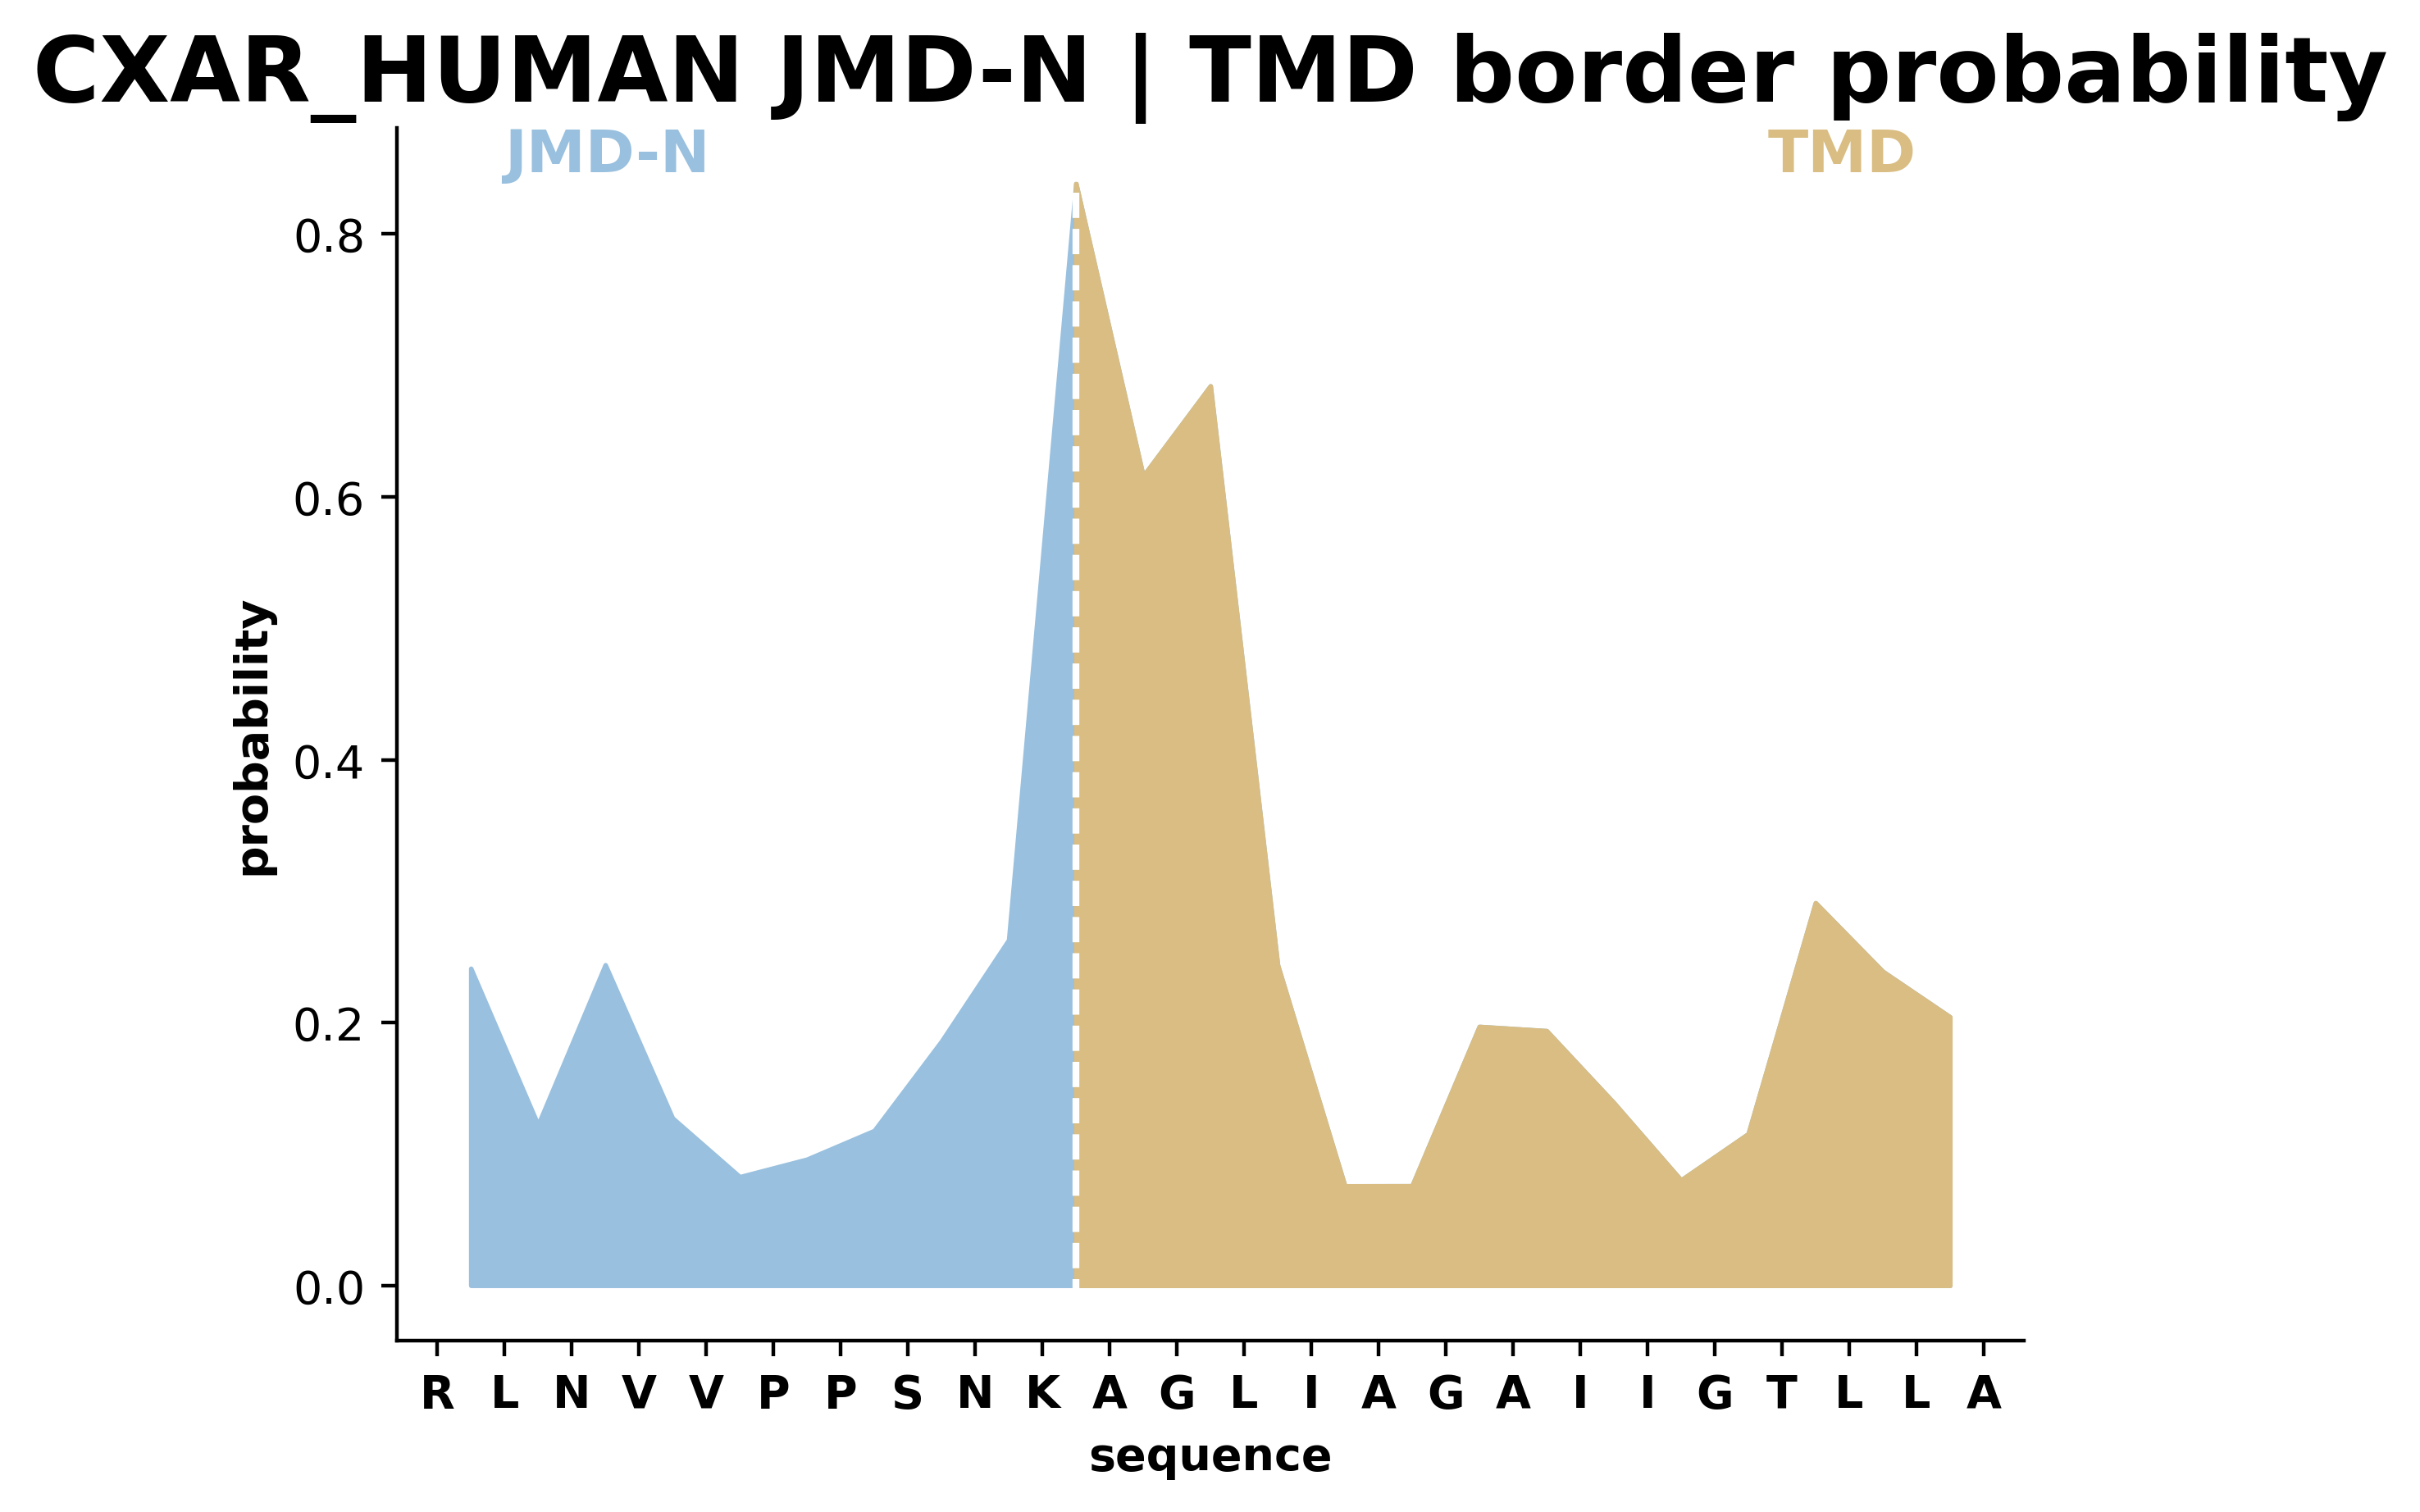 CXAR_HUMAN JMD-N | TMD border probability
JMD-N TMD
0.8
0.6
0.4
0.2
0.0
probability
R L N V V P P S N K A G L I A G A I I G T L L A
sequence